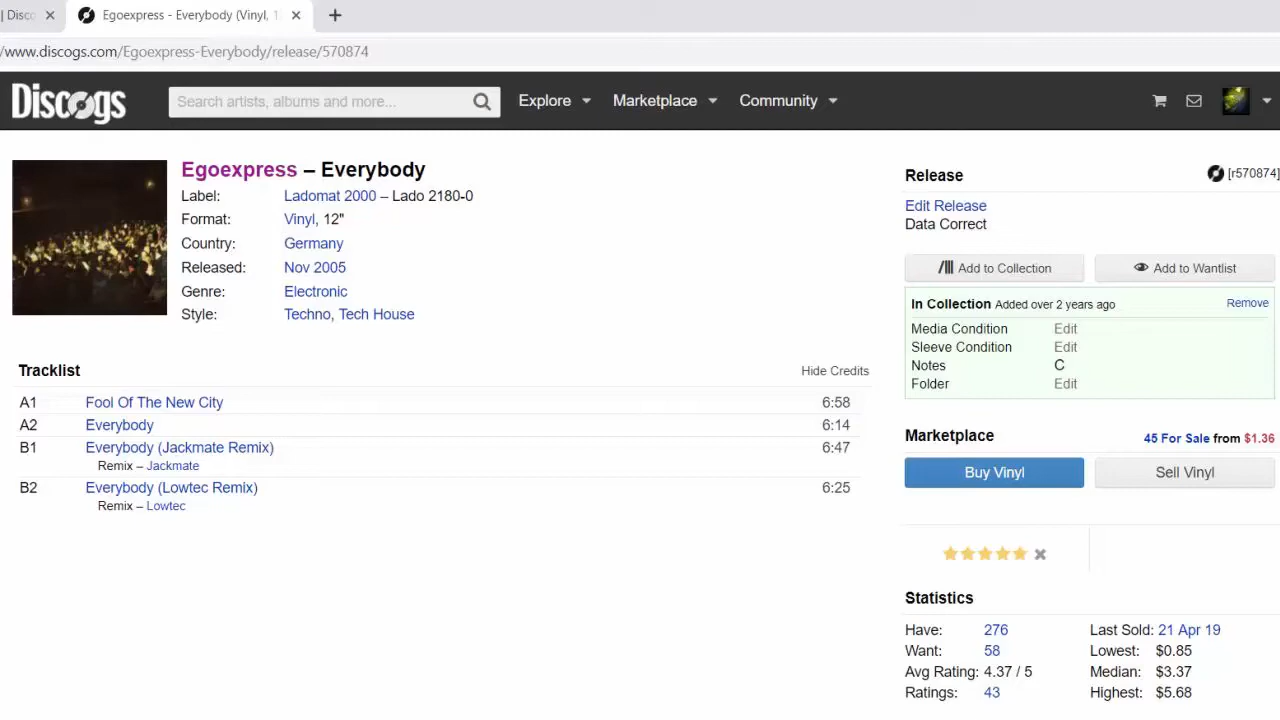 | Disco
Egoexpress - Everybody (Vinyl, 1
/www.discogs.com/Egoexpress-Everybody/release/570874
Discogs
Search artists, albums and more...
Explore
Marketplace
Community
Egoexpress – Everybody
Label: Ladomat 2000 – Lado 2180-0
Format: Vinyl, 12"
Country: Germany
Released: Nov 2005
Genre: Electronic
Style: Techno, Tech House
Tracklist
Hide Credits
A1 Fool Of The New City 6:58
A2 Everybody 6:14
B1 Everybody (Jackmate Remix) 6:47
Remix – Jackmate
B2 Everybody (Lowtec Remix) 6:25
Remix – Lowtec
Release
[r570874]
Edit Release
Data Correct
Add to Collection
Add to Wantlist
In Collection Added over 2 years ago Remove
Media Condition Edit
Sleeve Condition Edit
Notes C
Folder Edit
Marketplace
45 For Sale from $1.36
Buy Vinyl
Sell Vinyl
Statistics
Have: 276
Want: 58
Avg Rating: 4.37 / 5
Ratings: 43
Last Sold: 21 Apr 19
Lowest: $0.85
Median: $3.37
Highest: $5.68